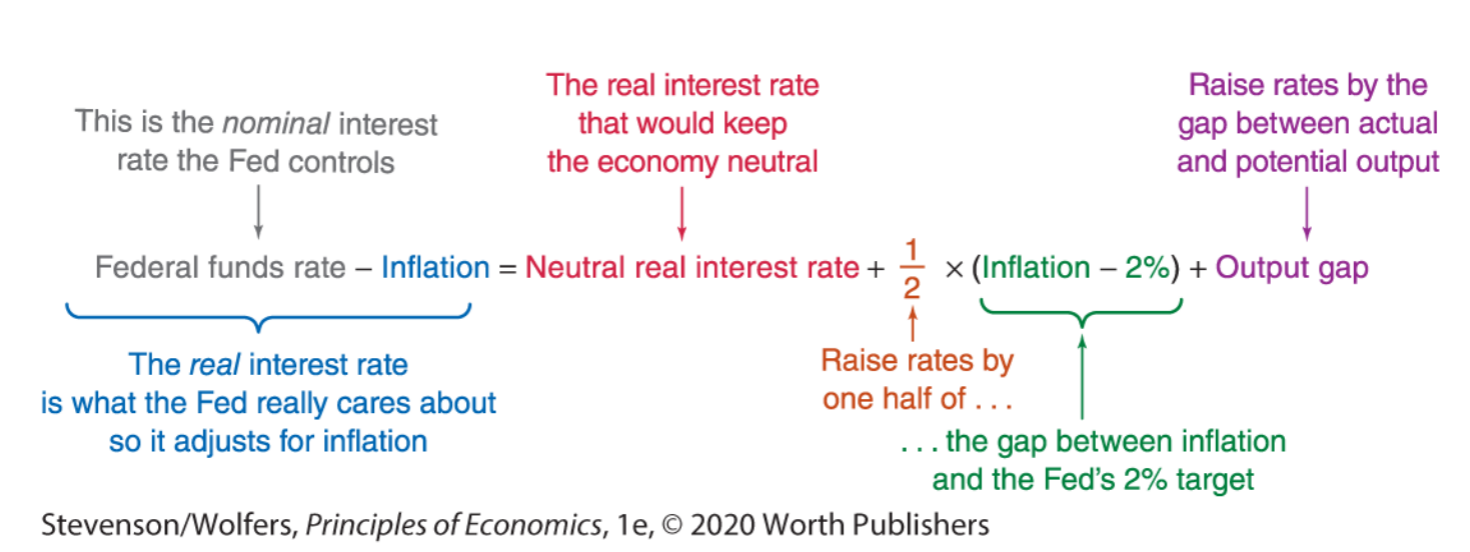 The real interest rate
that would keep
the economy neutral
Raise rates by the
gap between actual
and potential output
This is the nominal interest
rate the Fed controls
Federal funds rate – Inflation = Neutral real interest rate + 1/2 × (Inflation – 2%) + Output gap
The real interest rate
is what the Fed really cares about
so it adjusts for inflation
Raise rates by
one half of . . .
. . . the gap between inflation
and the Fed’s 2% target
Stevenson/Wolfers, Principles of Economics, 1e, © 2020 Worth Publishers